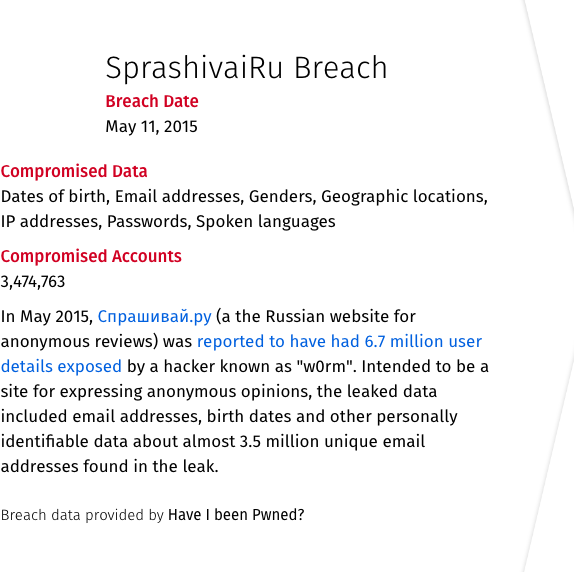 SprashivaiRu Breach
Breach Date
May 11, 2015
Compromised Data
Dates of birth, Email addresses, Genders, Geographic locations,
IP addresses, Passwords, Spoken languages
Compromised Accounts
3,474,763
In May 2015, Спрашивай.ру (a the Russian website for
anonymous reviews) was reported to have had 6.7 million user
details exposed by a hacker known as "w0rm". Intended to be a
site for expressing anonymous opinions, the leaked data
included email addresses, birth dates and other personally
identifiable data about almost 3.5 million unique email
addresses found in the leak.
Breach data provided by Have I been Pwned?